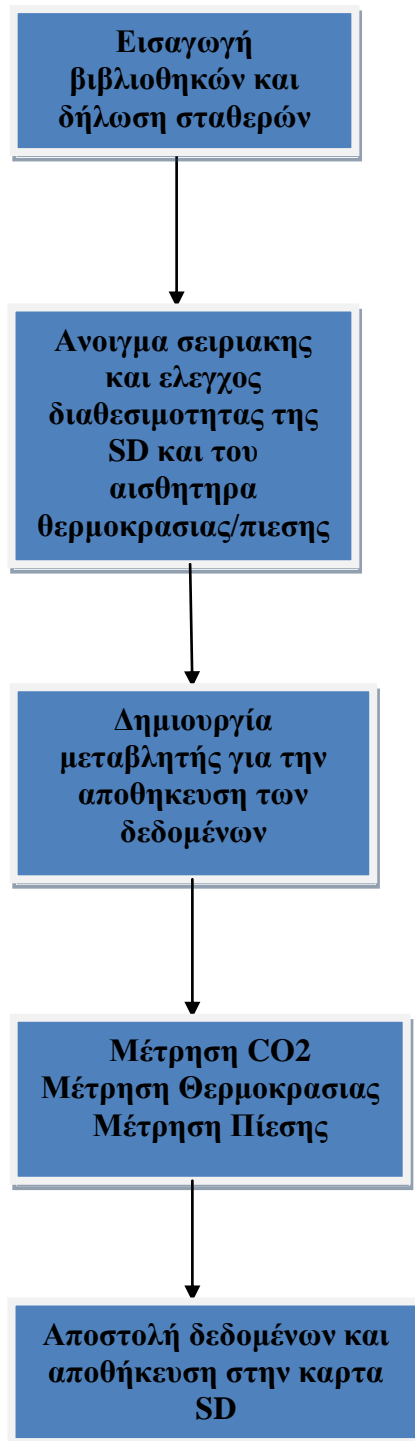 Εισαγωγή
βιβλιοθηκών και
δήλωση σταθερών
Ανοιγμα σειριακης
και ελεγχος
διαθεσιμοτητας της
SD και του
αισθητηρα
θερμοκρασιας/πιεσης
Δημιουργία
μεταβλητής για την
αποθηκευση των
δεδομένων
Μέτρηση CO2
Μέτρηση Θερμοκρασιας
Μέτρηση Πίεσης
Αποστολή δεδομένων και
αποθήκευση στην καρτα
SD